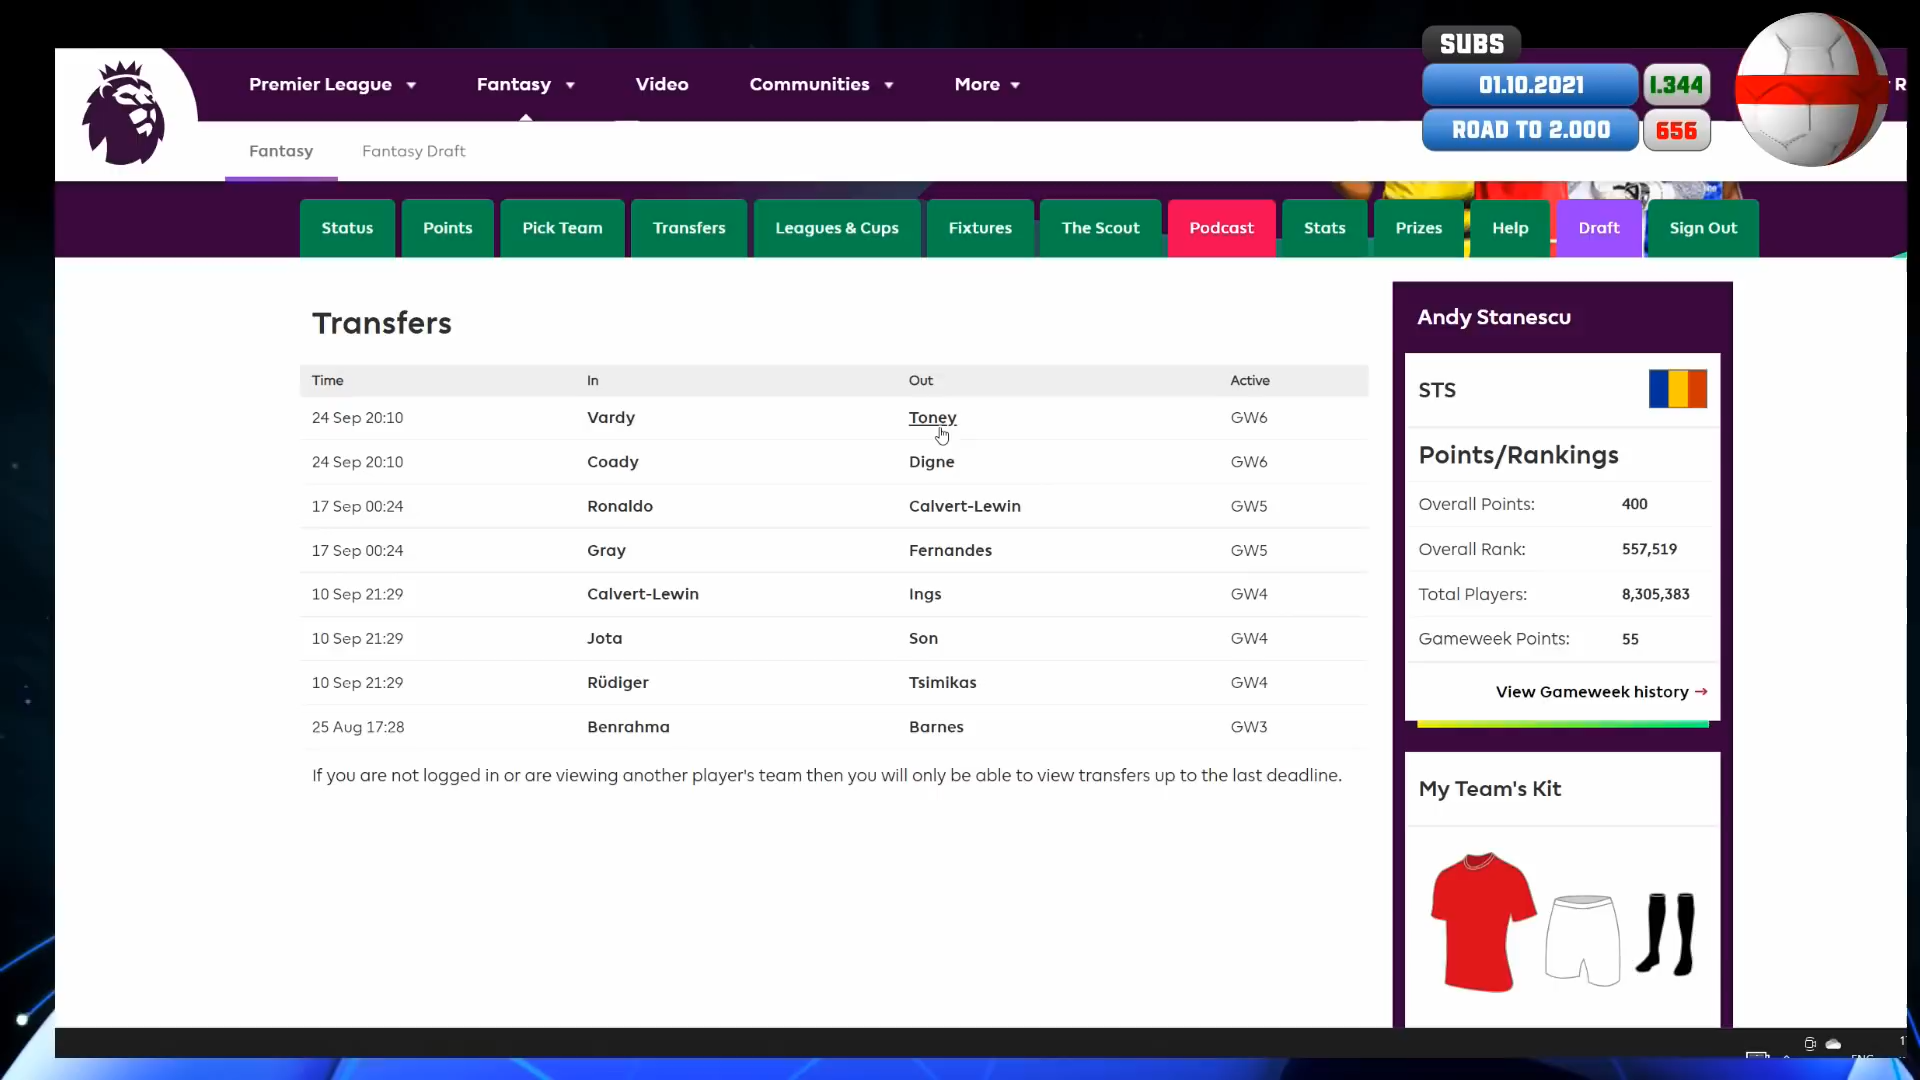 SUBS
01.10.2021 1.344
ROAD TO 2.000 656
Premier League Fantasy Video Communities More R
Fantasy Fantasy Draft
Status Points Pick Team Transfers Leagues & Cups Fixtures The Scout Podcast Stats Prizes Help Draft Sign Out
Transfers
Time In Out Active
24 Sep 20:10 Vardy Toney GW6
24 Sep 20:10 Coady Digne GW6
17 Sep 00:24 Ronaldo Calvert-Lewin GW5
17 Sep 00:24 Gray Fernandes GW5
10 Sep 21:29 Calvert-Lewin Ings GW4
10 Sep 21:29 Jota Son GW4
10 Sep 21:29 Rüdiger Tsimikas GW4
25 Aug 17:28 Benrahma Barnes GW3
If you are not logged in or are viewing another player's team then you will only be able to view transfers up to the last deadline.
Andy Stanescu
STS
Points/Rankings
Overall Points: 400
Overall Rank: 557,519
Total Players: 8,305,383
Gameweek Points: 55
View Gameweek history →
My Team's Kit